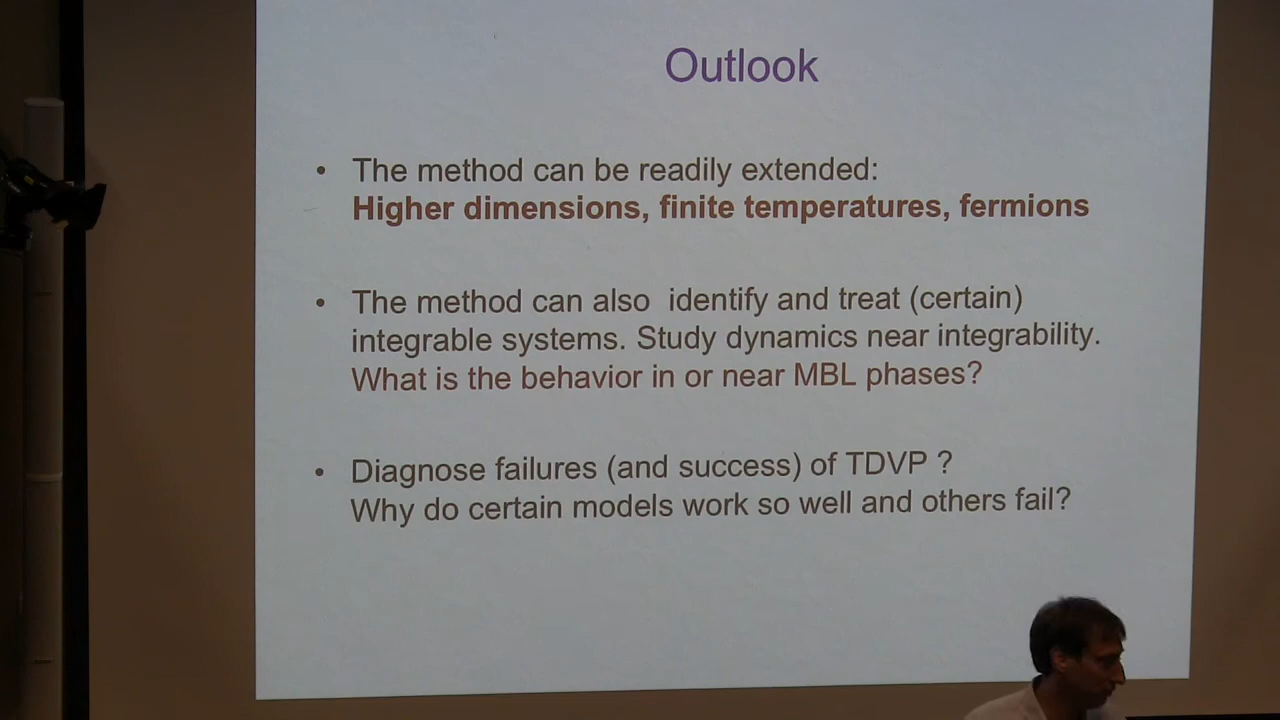 Outlook
• The method can be readily extended:
Higher dimensions, finite temperatures, fermions
• The method can also identify and treat (certain)
integrable systems. Study dynamics near integrability.
What is the behavior in or near MBL phases?
• Diagnose failures (and success) of TDVP ?
Why do certain models work so well and others fail?